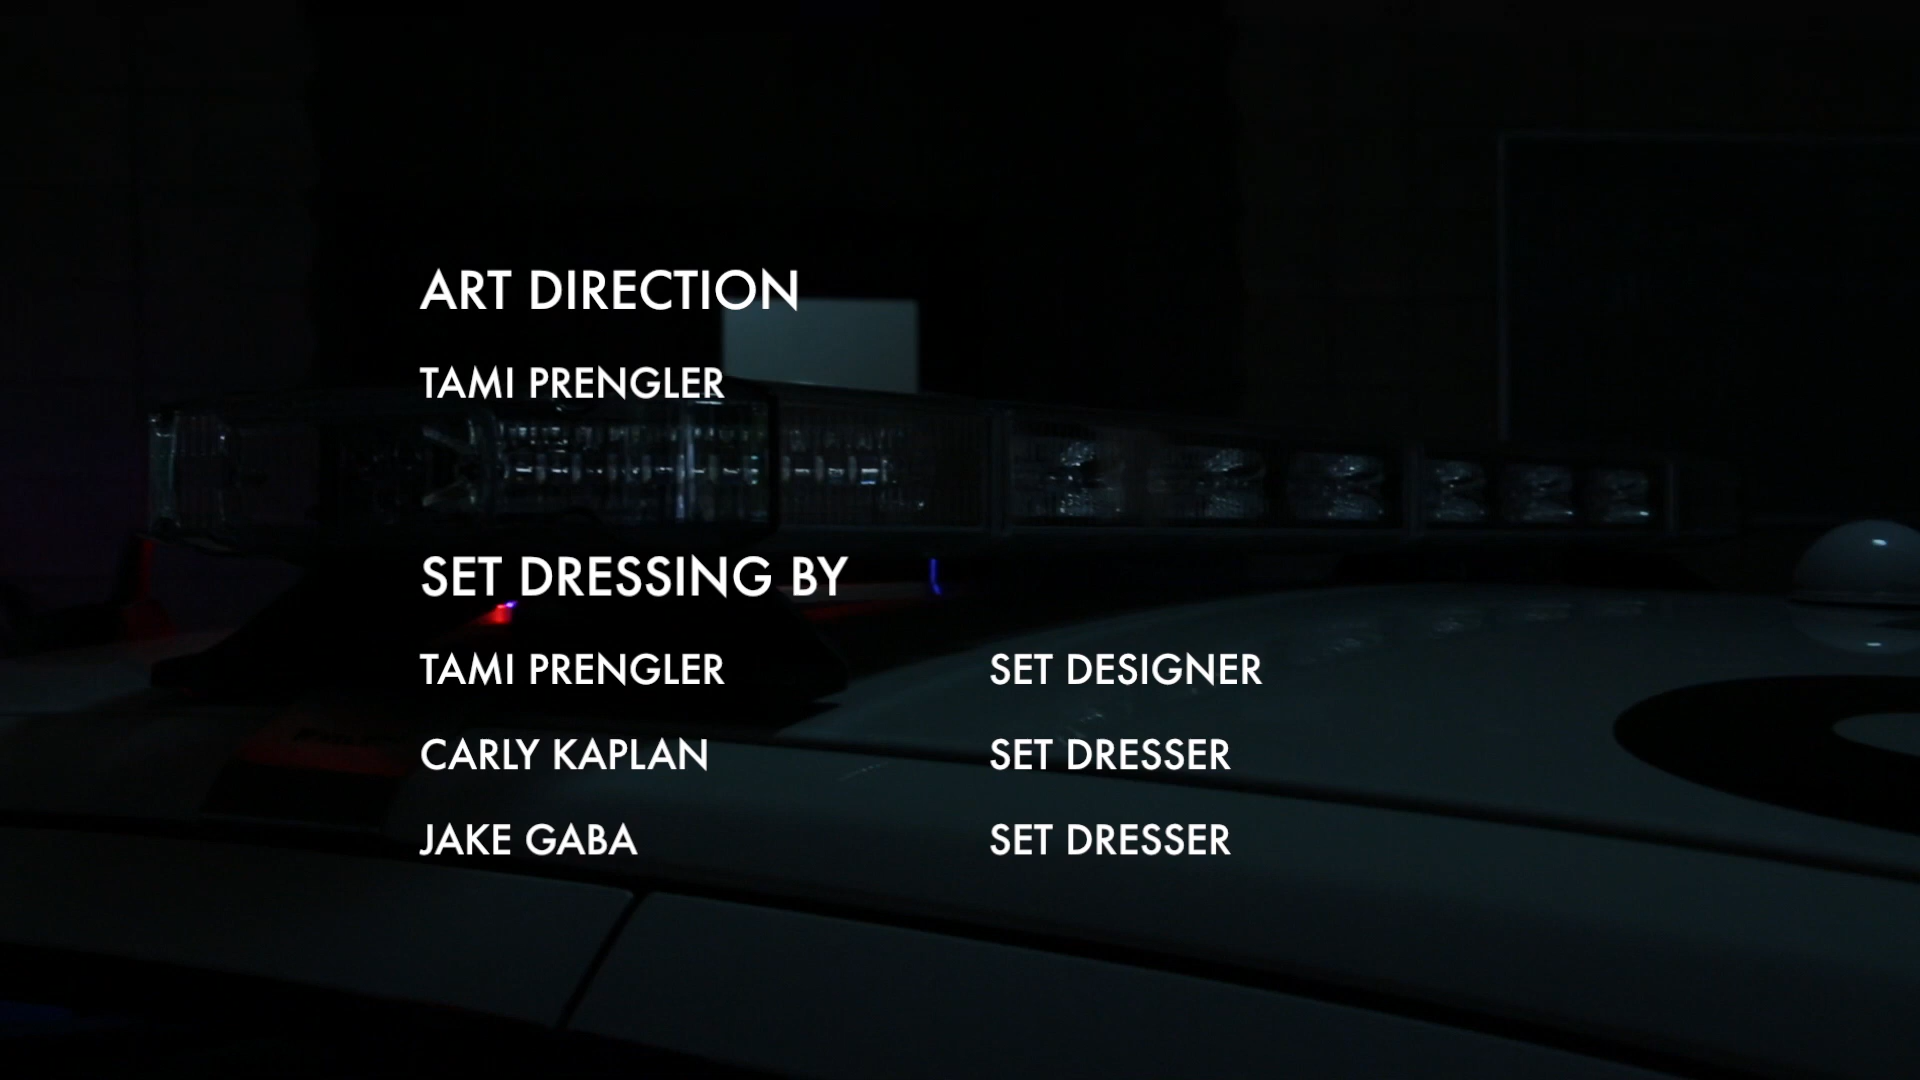 ART DIRECTION
TAMI PRENGLER
SET DRESSING BY
TAMI PRENGLER SET DESIGNER
CARLY KAPLAN SET DRESSER
JAKE GABA SET DRESSER